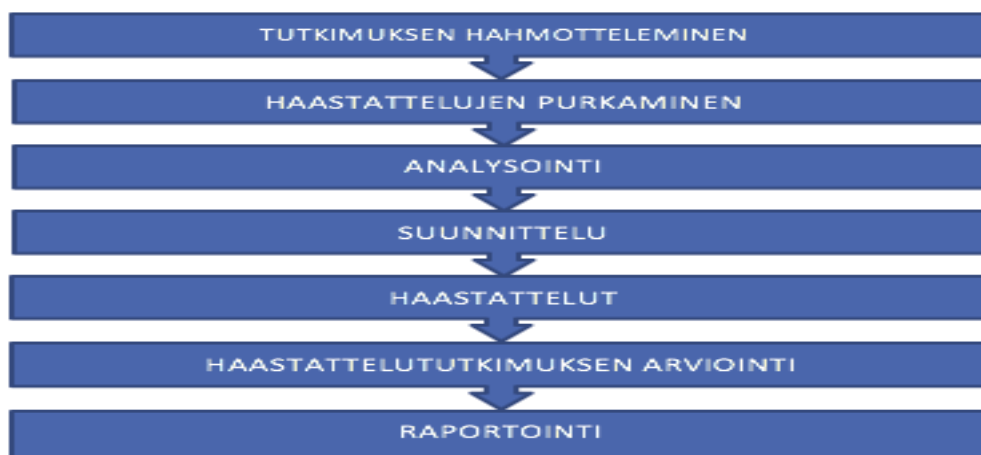 TUTKIMUKSEN HAHMOTTELEMINEN
HAASTATTELUJEN PURKAMINEN
ANALYSOINTI
SUUNNITTELU
HAASTATTELUT
HAASTATTELUTUTKIMUKSEN ARVIOINTI
RAPORTOINTI